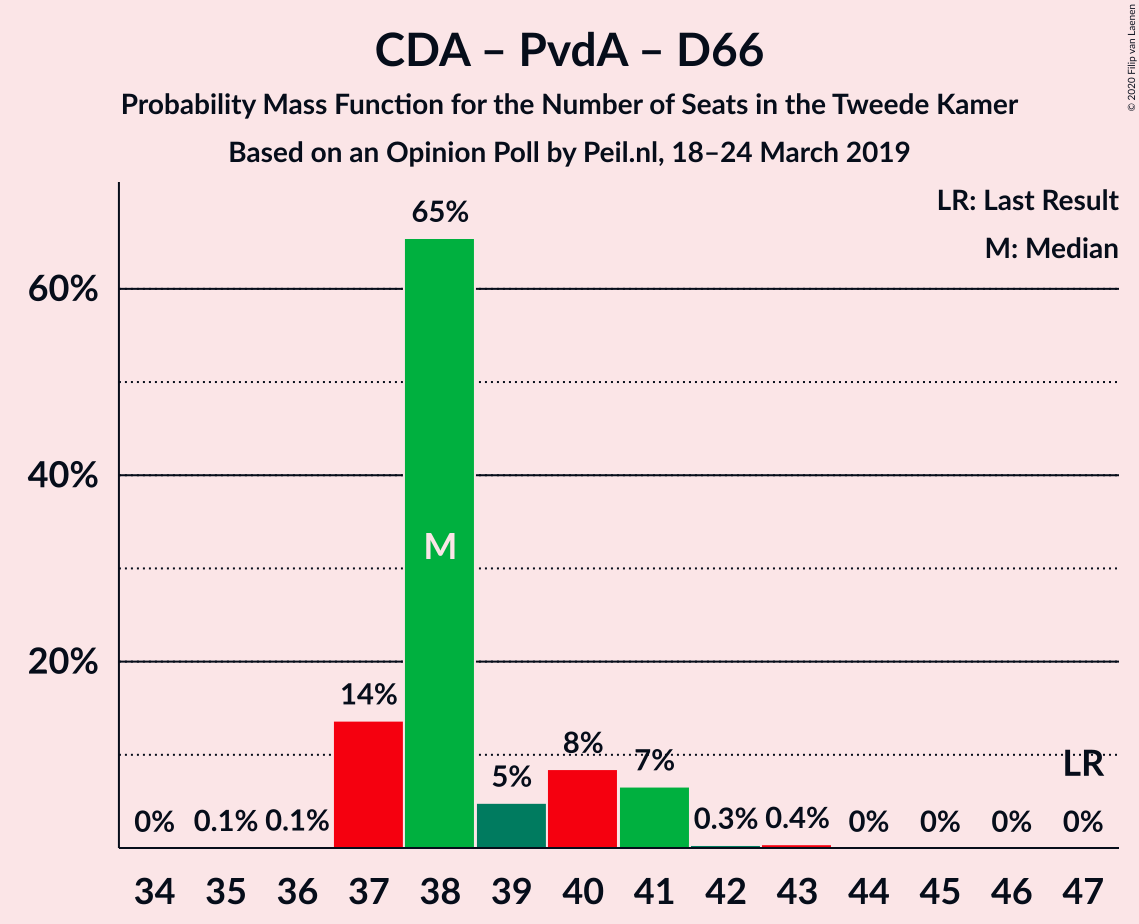 CDA – PvdA – D66
Probability Mass Function for the Number of Seats in the Tweede Kamer
Based on an Opinion Poll by Peil.nl, 18–24 March 2019
© 2020 Filip van Laenen
LR: Last Result
M: Median
60%
40%
20%
0% 0.1% 0.1% 14% 65% 5% 8% 7% 0.3% 0.4% 0% 0% 0% 0%
M
LR
34 35 36 37 38 39 40 41 42 43 44 45 46 47